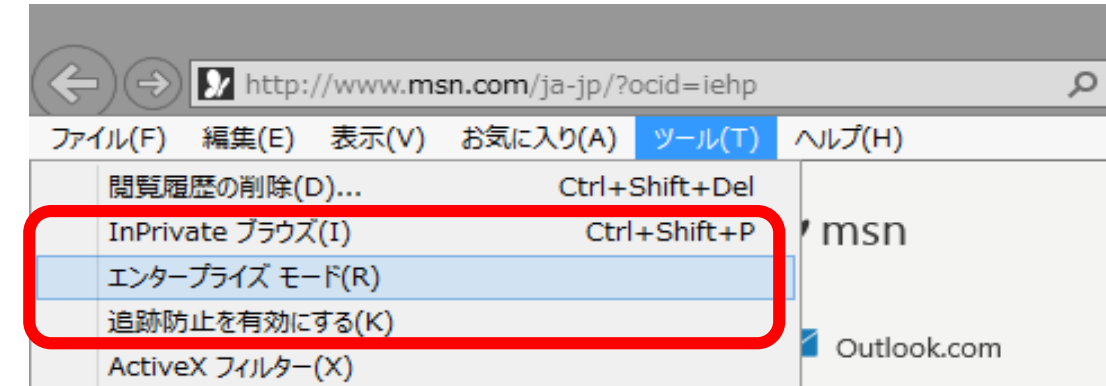 http://www.msn.com/ja-jp/?ocid=iehp
ファイル(F) 編集(E) 表示(V) お気に入り(A) ツール(T) ヘルプ(H)
閲覧履歴の削除(D)... Ctrl+Shift+Del
InPrivate ブラウズ(I) Ctrl+Shift+P
msn
エンタープライズ モード(R)
追跡防止を有効にする(K)
Outlook.com
ActiveX フィルター(X)